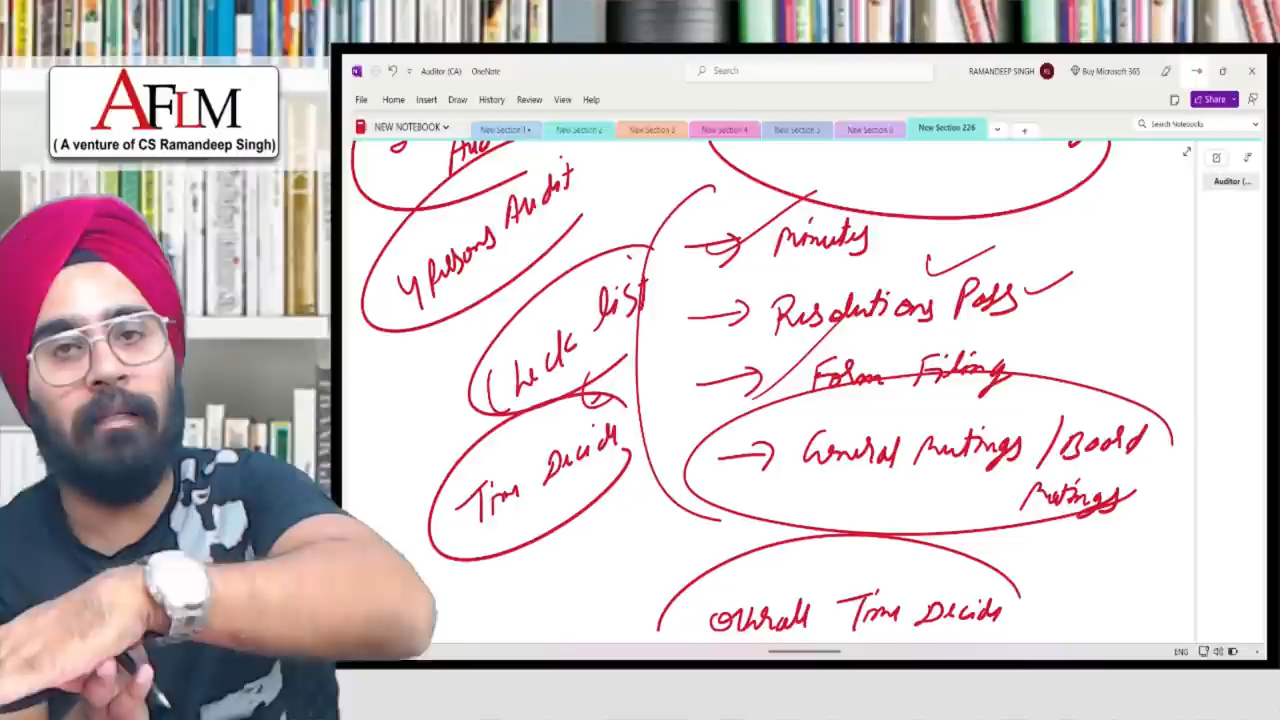 AFLM
( A venture of CS Ramandeep Singh)
Auditor (CA) - OneNote
Search
RAMANDEEP SINGH
Buy Microsoft 365
File Home Insert Draw History Review View Help
Share
NEW NOTEBOOK
New Section 1 New Section 2 New Section 3 New Section 4 New Section 5 New Section 6 New Section 226
Search Notebooks
Auditor (...
4 Persons Audit
→ Minutes
Check list
→ Resolutions Pass
→ Form Filing
→ General Meetings / Board
Meetings
Time Decide
Overall Time Decide
ENG